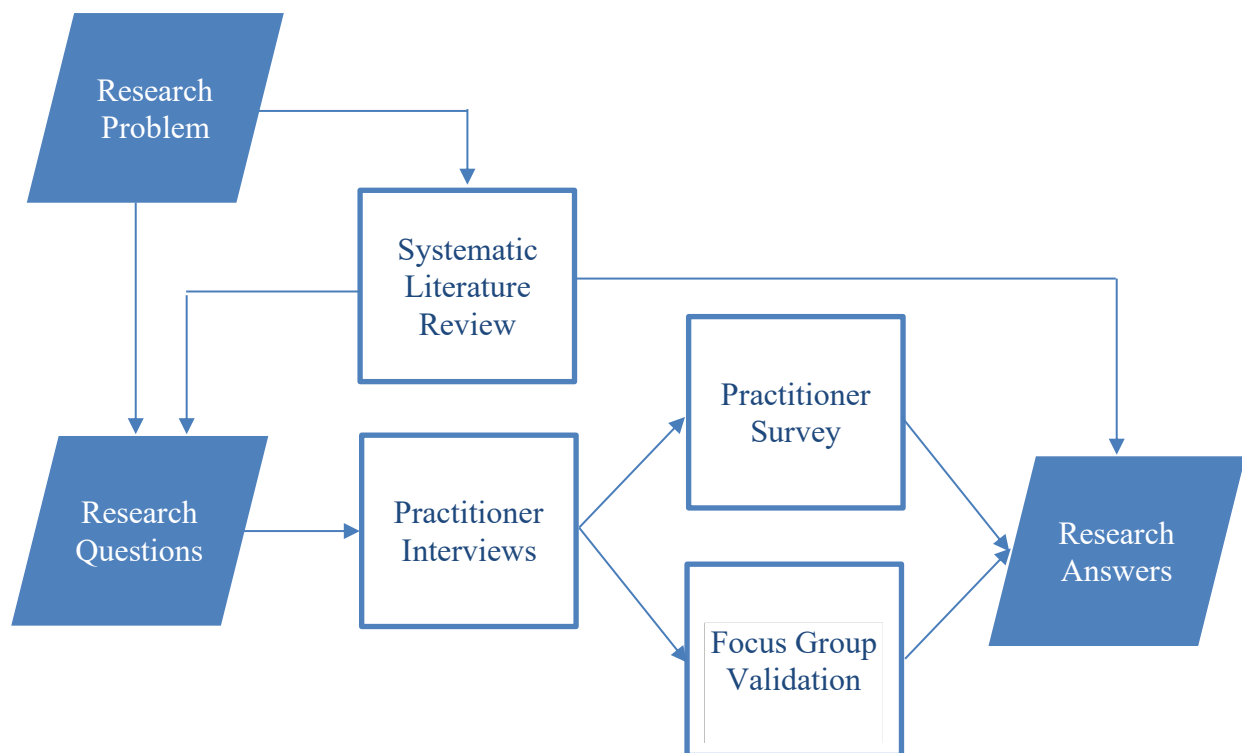 Research
Problem
Systematic
Literature
Review
Practitioner
Survey
Research
Questions
Practitioner
Interviews
Research
Answers
Focus Group
Validation